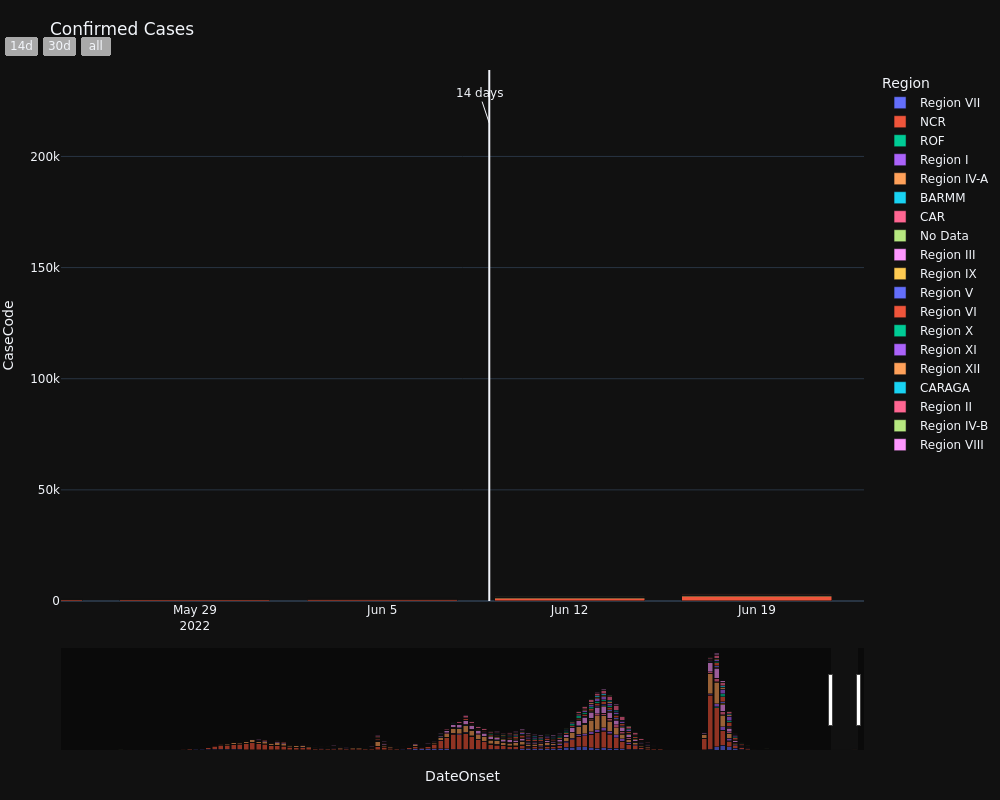 Confirmed Cases
14d
30d
all
14 days
200k
150k
100k
50k
0
CaseCode
May 29
2022
Jun 5
Jun 12
Jun 19
DateOnset
Region
Region VII
NCR
ROF
Region I
Region IV-A
BARMM
CAR
No Data
Region III
Region IX
Region V
Region VI
Region X
Region XI
Region XII
CARAGA
Region II
Region IV-B
Region VIII